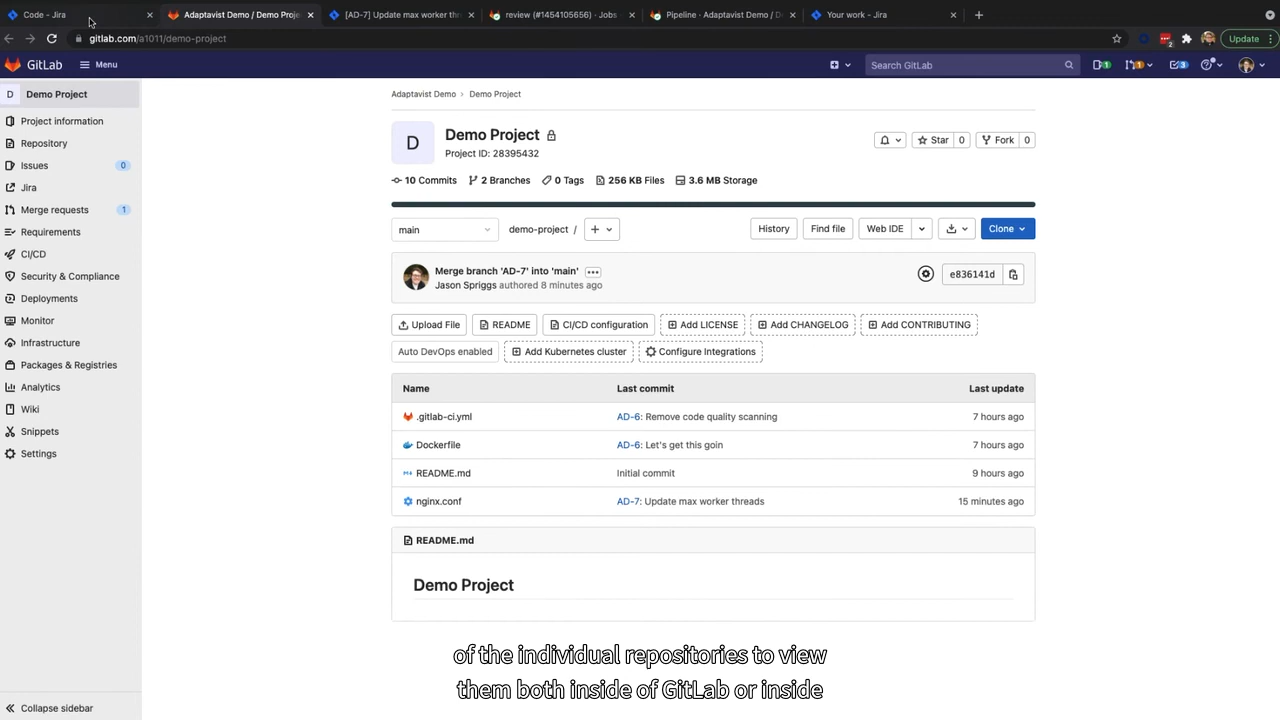 Code - Jira
Adaptavist Demo / Demo Proje
[AD-7] Update max worker thr
review (#1454105656) · Jobs
Pipeline · Adaptavist Demo / D
Your work - Jira
gitlab.com/a1011/demo-project
2
Update
GitLab
Menu
Search GitLab
1
1
3
D Demo Project
Project information
Repository
Issues 0
Jira
Merge requests 1
Requirements
CI/CD
Security & Compliance
Deployments
Monitor
Infrastructure
Packages & Registries
Analytics
Wiki
Snippets
Settings
Collapse sidebar
Adaptavist Demo › Demo Project
D
Demo Project
Project ID: 28395432
Star 0
Fork 0
10 Commits 2 Branches 0 Tags 256 KB Files 3.6 MB Storage
main demo-project / +
History Find file Web IDE Clone
Merge branch 'AD-7' into 'main'
Jason Spriggs authored 8 minutes ago
e836141d
Upload File README CI/CD configuration Add LICENSE Add CHANGELOG Add CONTRIBUTING
Auto DevOps enabled Add Kubernetes cluster Configure Integrations
Name Last commit Last update
.gitlab-ci.yml AD-6: Remove code quality scanning 7 hours ago
Dockerfile AD-6: Let's get this goin 7 hours ago
README.md Initial commit 9 hours ago
nginx.conf AD-7: Update max worker threads 15 minutes ago
README.md
Demo Project
of the individual repositories to view
them both inside of GitLab or inside